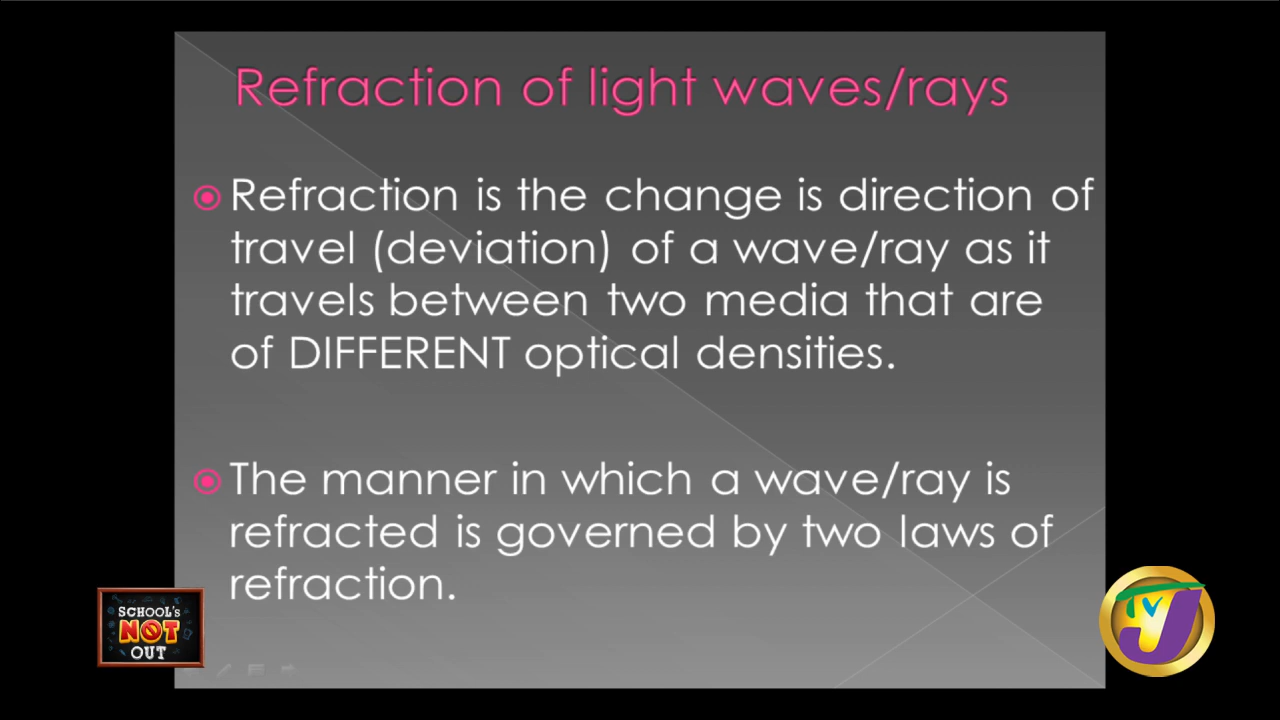 Refraction of light waves/rays
Refraction is the change is direction of
travel (deviation) of a wave/ray as it
travels between two media that are
of DIFFERENT optical densities.
The manner in which a wave/ray is
refracted is governed by two laws of
refraction.
SCHOOL's
NOT
OUT
TVJ